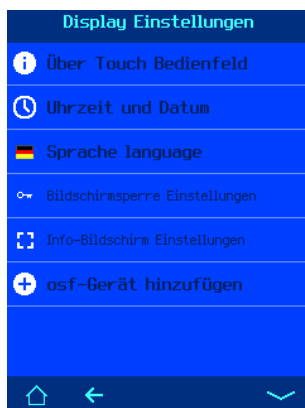 Display Einstellungen
Über Touch Bedienfeld
Uhrzeit und Datum
Sprache language
Bildschirmsperre Einstellungen
Info-Bildschirm Einstellungen
osf-Gerät hinzufügen